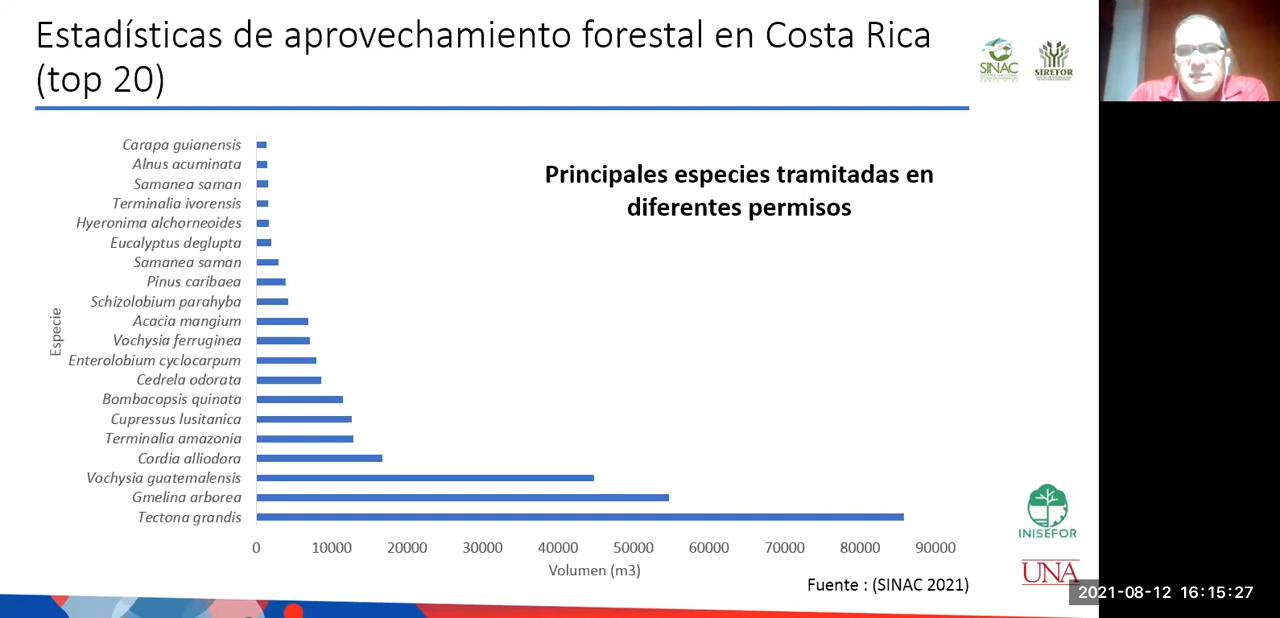 Estadísticas de aprovechamiento forestal en Costa Rica
(top 20)
SINAC
SIREFOR
Principales especies tramitadas en
diferentes permisos
Carapa guianensis
Alnus acuminata
Samanea saman
Terminalia ivorensis
Hyeronima alchorneoides
Eucalyptus deglupta
Samanea saman
Pinus caribaea
Schizolobium parahyba
Acacia mangium
Vochysia ferruginea
Enterolobium cyclocarpum
Cedrela odorata
Bombacopsis quinata
Cupressus lusitanica
Terminalia amazonia
Cordia alliodora
Vochysia guatemalensis
Gmelina arborea
Tectona grandis
Especie
0 10000 20000 30000 40000 50000 60000 70000 80000 90000
Volumen (m3)
Fuente : (SINAC 2021)
INISEFOR
UNA
2021-08-12 16:15:27